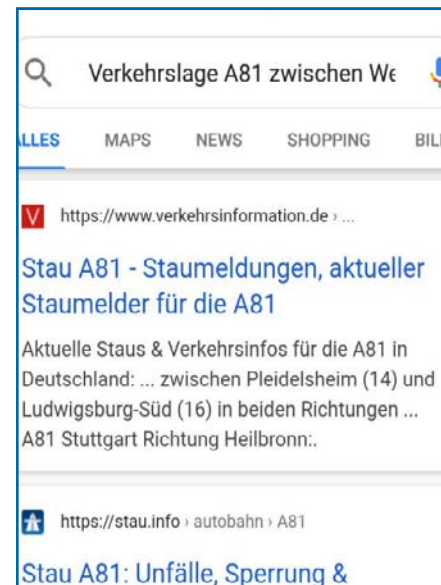 Verkehrslage A81 zwischen We
ALLES MAPS NEWS SHOPPING BIL
V https://www.verkehrsinformation.de › ...
Stau A81 - Staumeldungen, aktueller
Staumelder für die A81
Aktuelle Staus & Verkehrsinfos für die A81 in
Deutschland: ... zwischen Pleidelsheim (14) und
Ludwigsburg-Süd (16) in beiden Richtungen ...
A81 Stuttgart Richtung Heilbronn:.
https://stau.info › autobahn › A81
Stau A81: Unfälle, Sperrung &